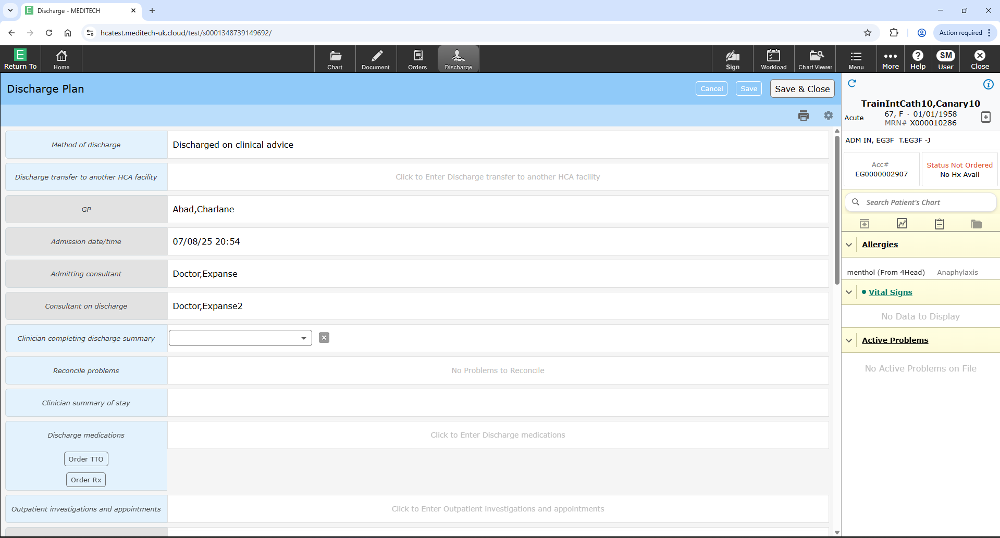 Discharge - MEDITECH
hcatest.meditech-uk.cloud/test/s0001348739149692/
Action required
E
Return To
Home
Chart
Document
Orders
Discharge
Sign
Workload
Chart Viewer
Menu
More
Help
SM
User
Close
Discharge Plan
Cancel
Save
Save & Close
Method of discharge
Discharged on clinical advice
Discharge transfer to another HCA facility
Click to Enter Discharge transfer to another HCA facility
GP
Abad,Charlane
Admission date/time
07/08/25 20:54
Admitting consultant
Doctor,Expanse
Consultant on discharge
Doctor,Expanse2
Clinician completing discharge summary
Reconcile problems
No Problems to Reconcile
Clinician summary of stay
Discharge medications
Click to Enter Discharge medications
Order TTO
Order Rx
Outpatient investigations and appointments
Click to Enter Outpatient investigations and appointments
TrainIntCath10,Canary10
Acute
67, F · 01/01/1958
MRN# X000010286
ADM IN, EG3F T.EG3F -J
Acc#
EG0000002907
Status Not Ordered
No Hx Avail
Search Patient's Chart
Allergies
menthol (From 4Head) Anaphylaxis
Vital Signs
No Data to Display
Active Problems
No Active Problems on File